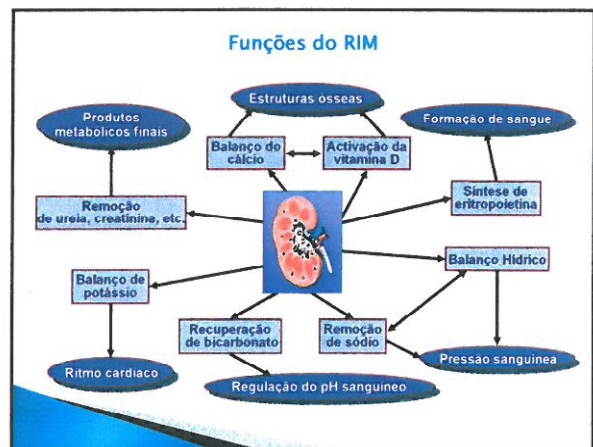 Funções do RIM
Estruturas ósseas
Produtos
metabólicos finais
Formação de sangue
Balanço do
cálcio
Activação da
vitamina D
Remoção
de ureia, creatinina, etc.
Síntese de
eritropoietina
Balanço de
potássio
Balanço Hídrico
Recuperação
de bicarbonato
Remoção
de sódio
Ritmo cardíaco
Pressão sanguínea
Regulação do pH sanguíneo